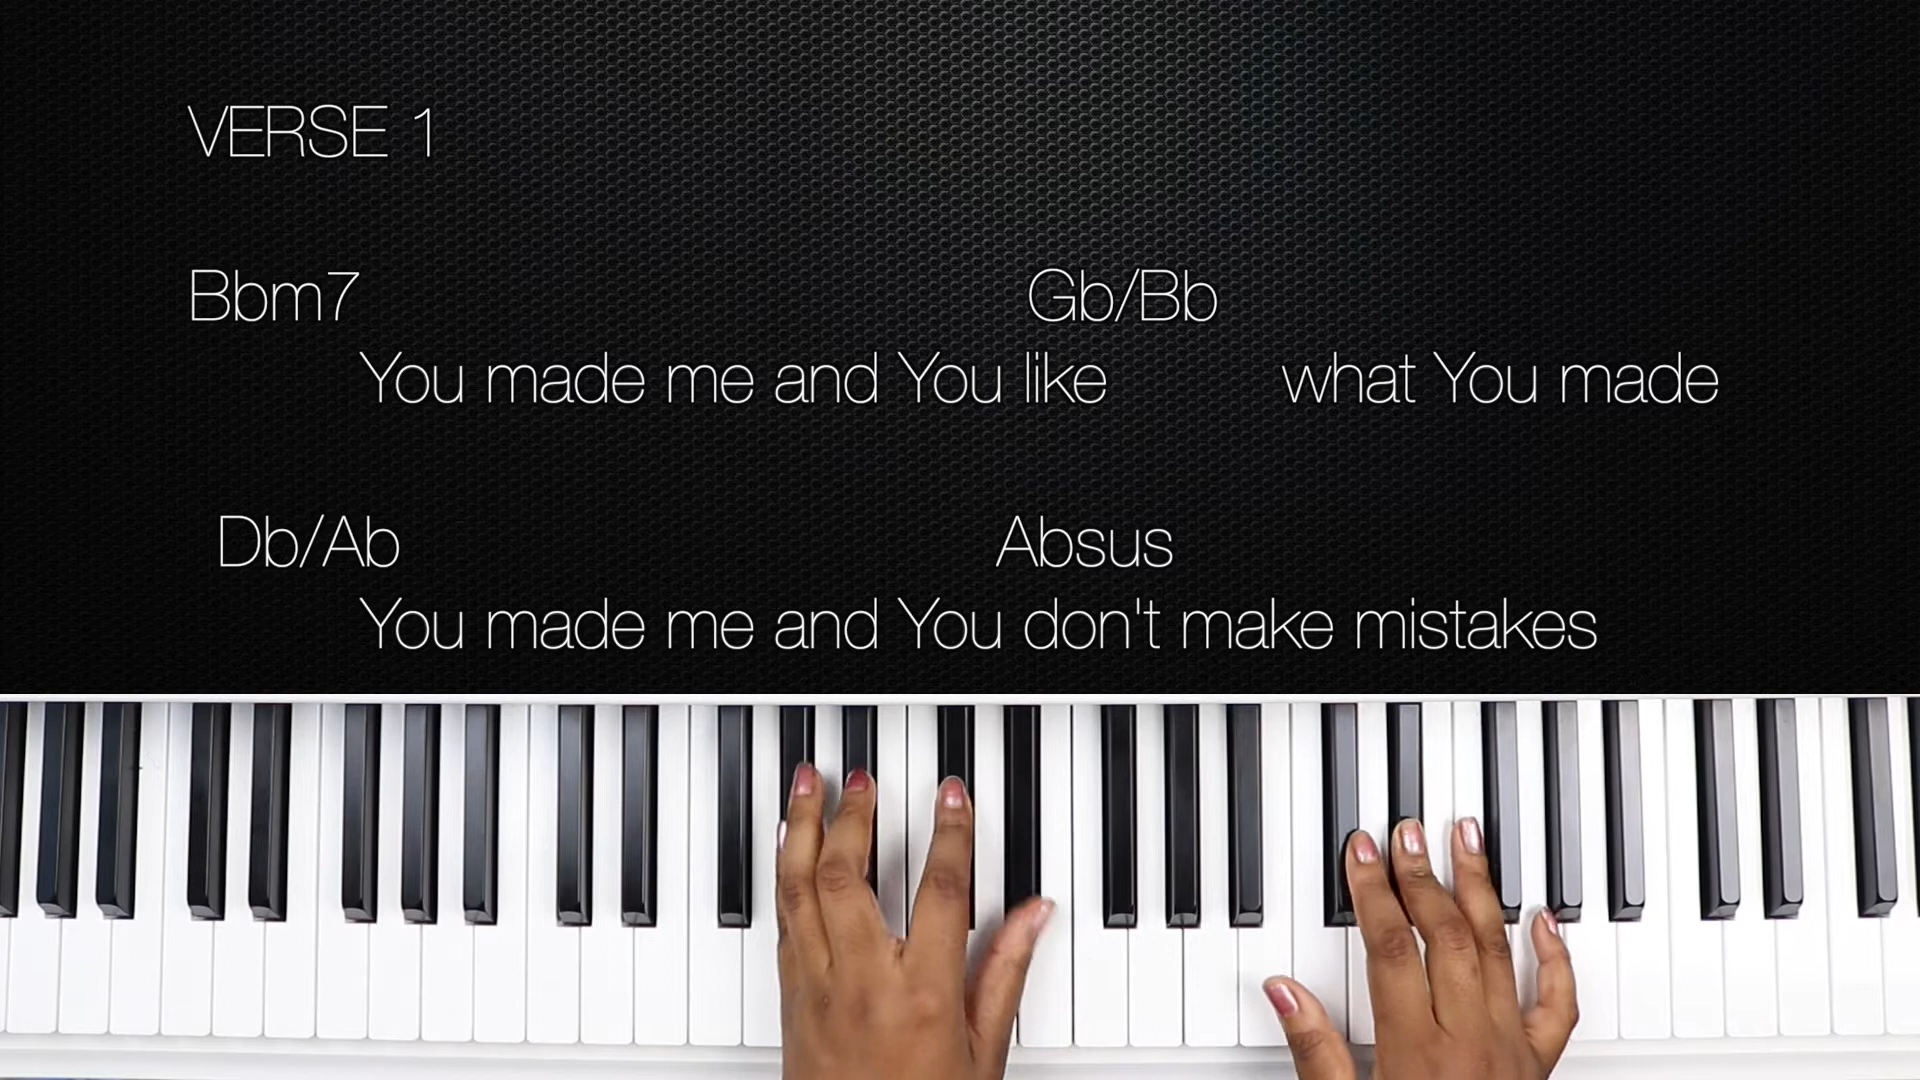 VERSE 1
Bbm7 Gb/Bb
You made me and You like what You made
Db/Ab Absus
You made me and You don't make mistakes